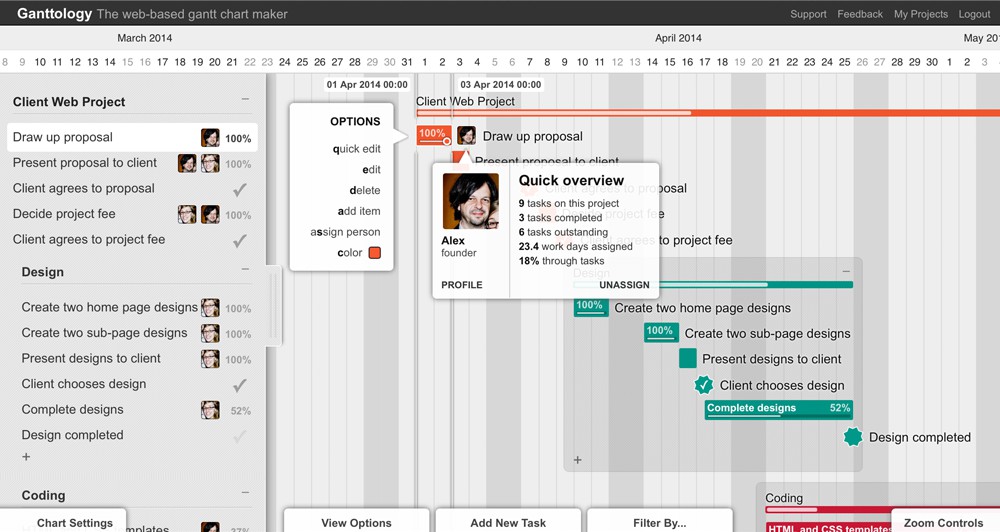 Ganttology The web-based gantt chart maker
Support Feedback My Projects Logout
March 2014 April 2014 May 201
8 9 10 11 12 13 14 15 16 17 18 19 20 21 22 23 24 25 26 27 28 29 30 31 1 2 3 4 5 6 7 8 9 10 11 12 13 14 15 16 17 18 19 20 21 22 23 24 25 26 27 28 29 30 1 2 3 4
01 Apr 2014 00:00 03 Apr 2014 00:00
Client Web Project
Draw up proposal 100%
Present proposal to client 100%
Client agrees to proposal
Decide project fee 100%
Client agrees to project fee
Design
Create two home page designs 100%
Create two sub-page designs 100%
Present designs to client 100%
Client chooses design
Complete designs 52%
Design completed
+
Coding
mplates 37%
OPTIONS
quick edit
edit
delete
add item
assign person
color
Client Web Project
100% Draw up proposal
Present proposal to client
Client agrees to proposal
project fee
agrees to project fee
Quick overview
9 tasks on this project
3 tasks completed
6 tasks outstanding
23.4 work days assigned
18% through tasks
Alex
founder
PROFILE UNASSIGN
Design
100% Create two home page designs
100% Create two sub-page designs
Present designs to client
Client chooses design
Complete designs 52%
Design completed
+
Coding
HTML and CSS templates
Chart Settings View Options Add New Task Filter By... Zoom Controls